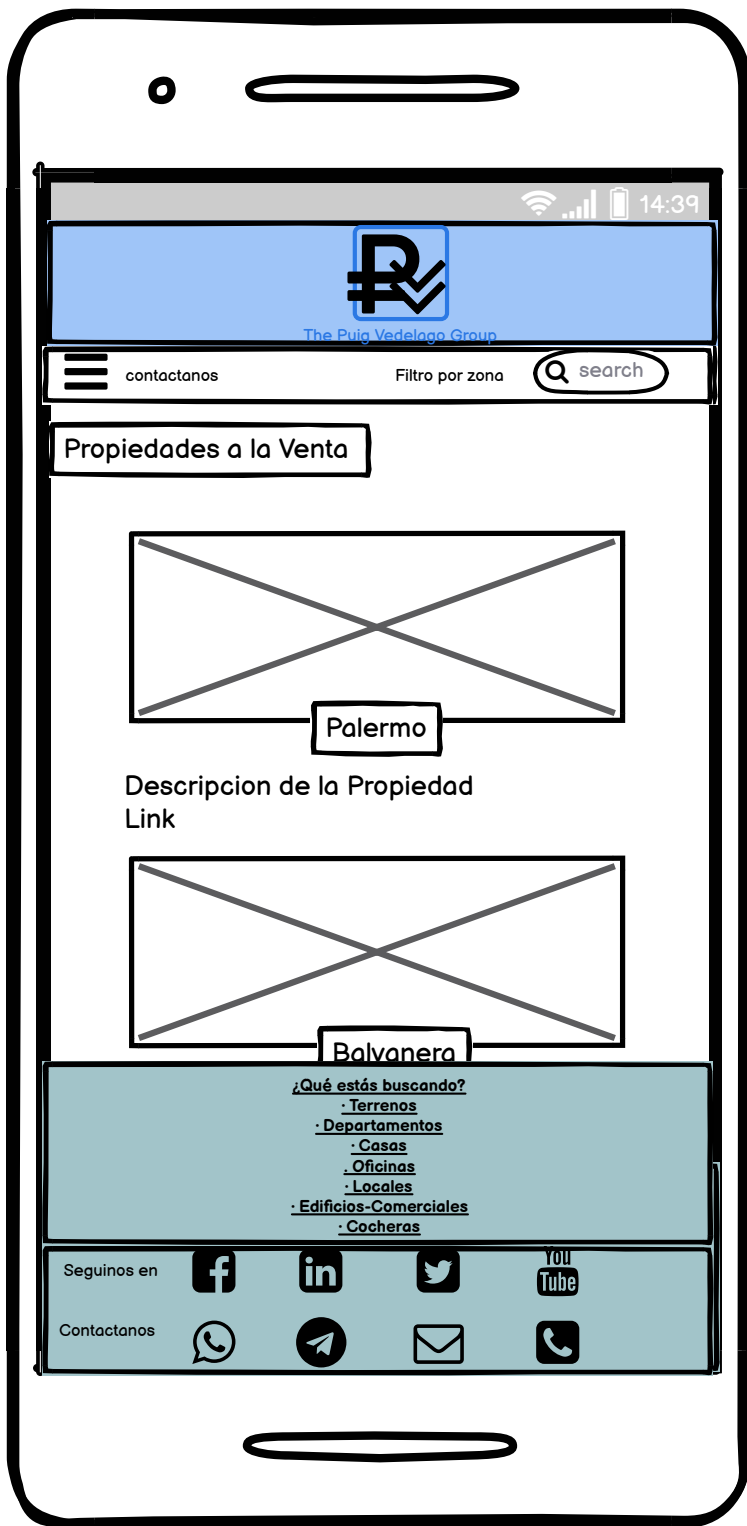 14:39
The Puig Vedelago Group
contactanos
Filtro por zona
search
Propiedades a la Venta
Palermo
Descripcion de la Propiedad
Link
Balvanera
¿Qué estás buscando?
· Terrenos
· Departamentos
· Casas
. Oficinas
· Locales
· Edificios-Comerciales
· Cocheras
Seguinos en
You
Tube
Contactanos